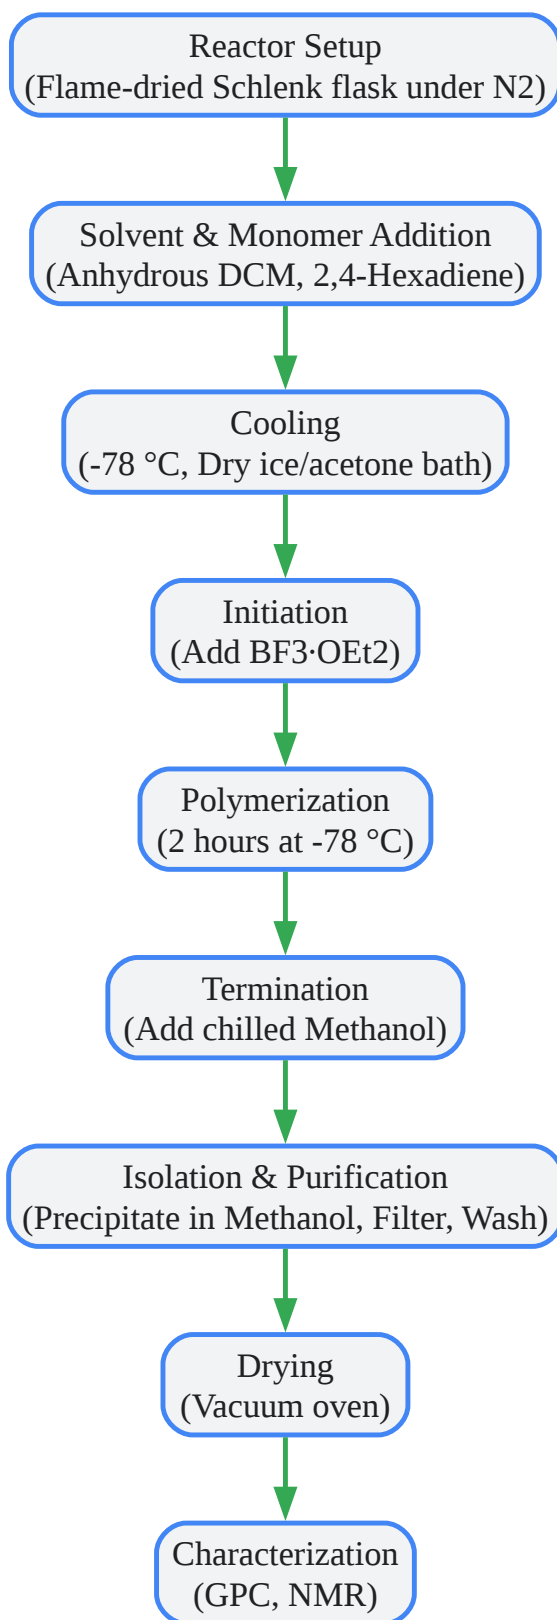 Reactor Setup
(Flame-dried Schlenk flask under N2)
Solvent & Monomer Addition
(Anhydrous DCM, 2,4-Hexadiene)
Cooling
(-78 °C, Dry ice/acetone bath)
Initiation
(Add BF3·OEt2)
Polymerization
(2 hours at -78 °C)
Termination
(Add chilled Methanol)
Isolation & Purification
(Precipitate in Methanol, Filter, Wash)
Drying
(Vacuum oven)
Characterization
(GPC, NMR)